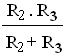 R₂ . R₃
R₂ + R₃